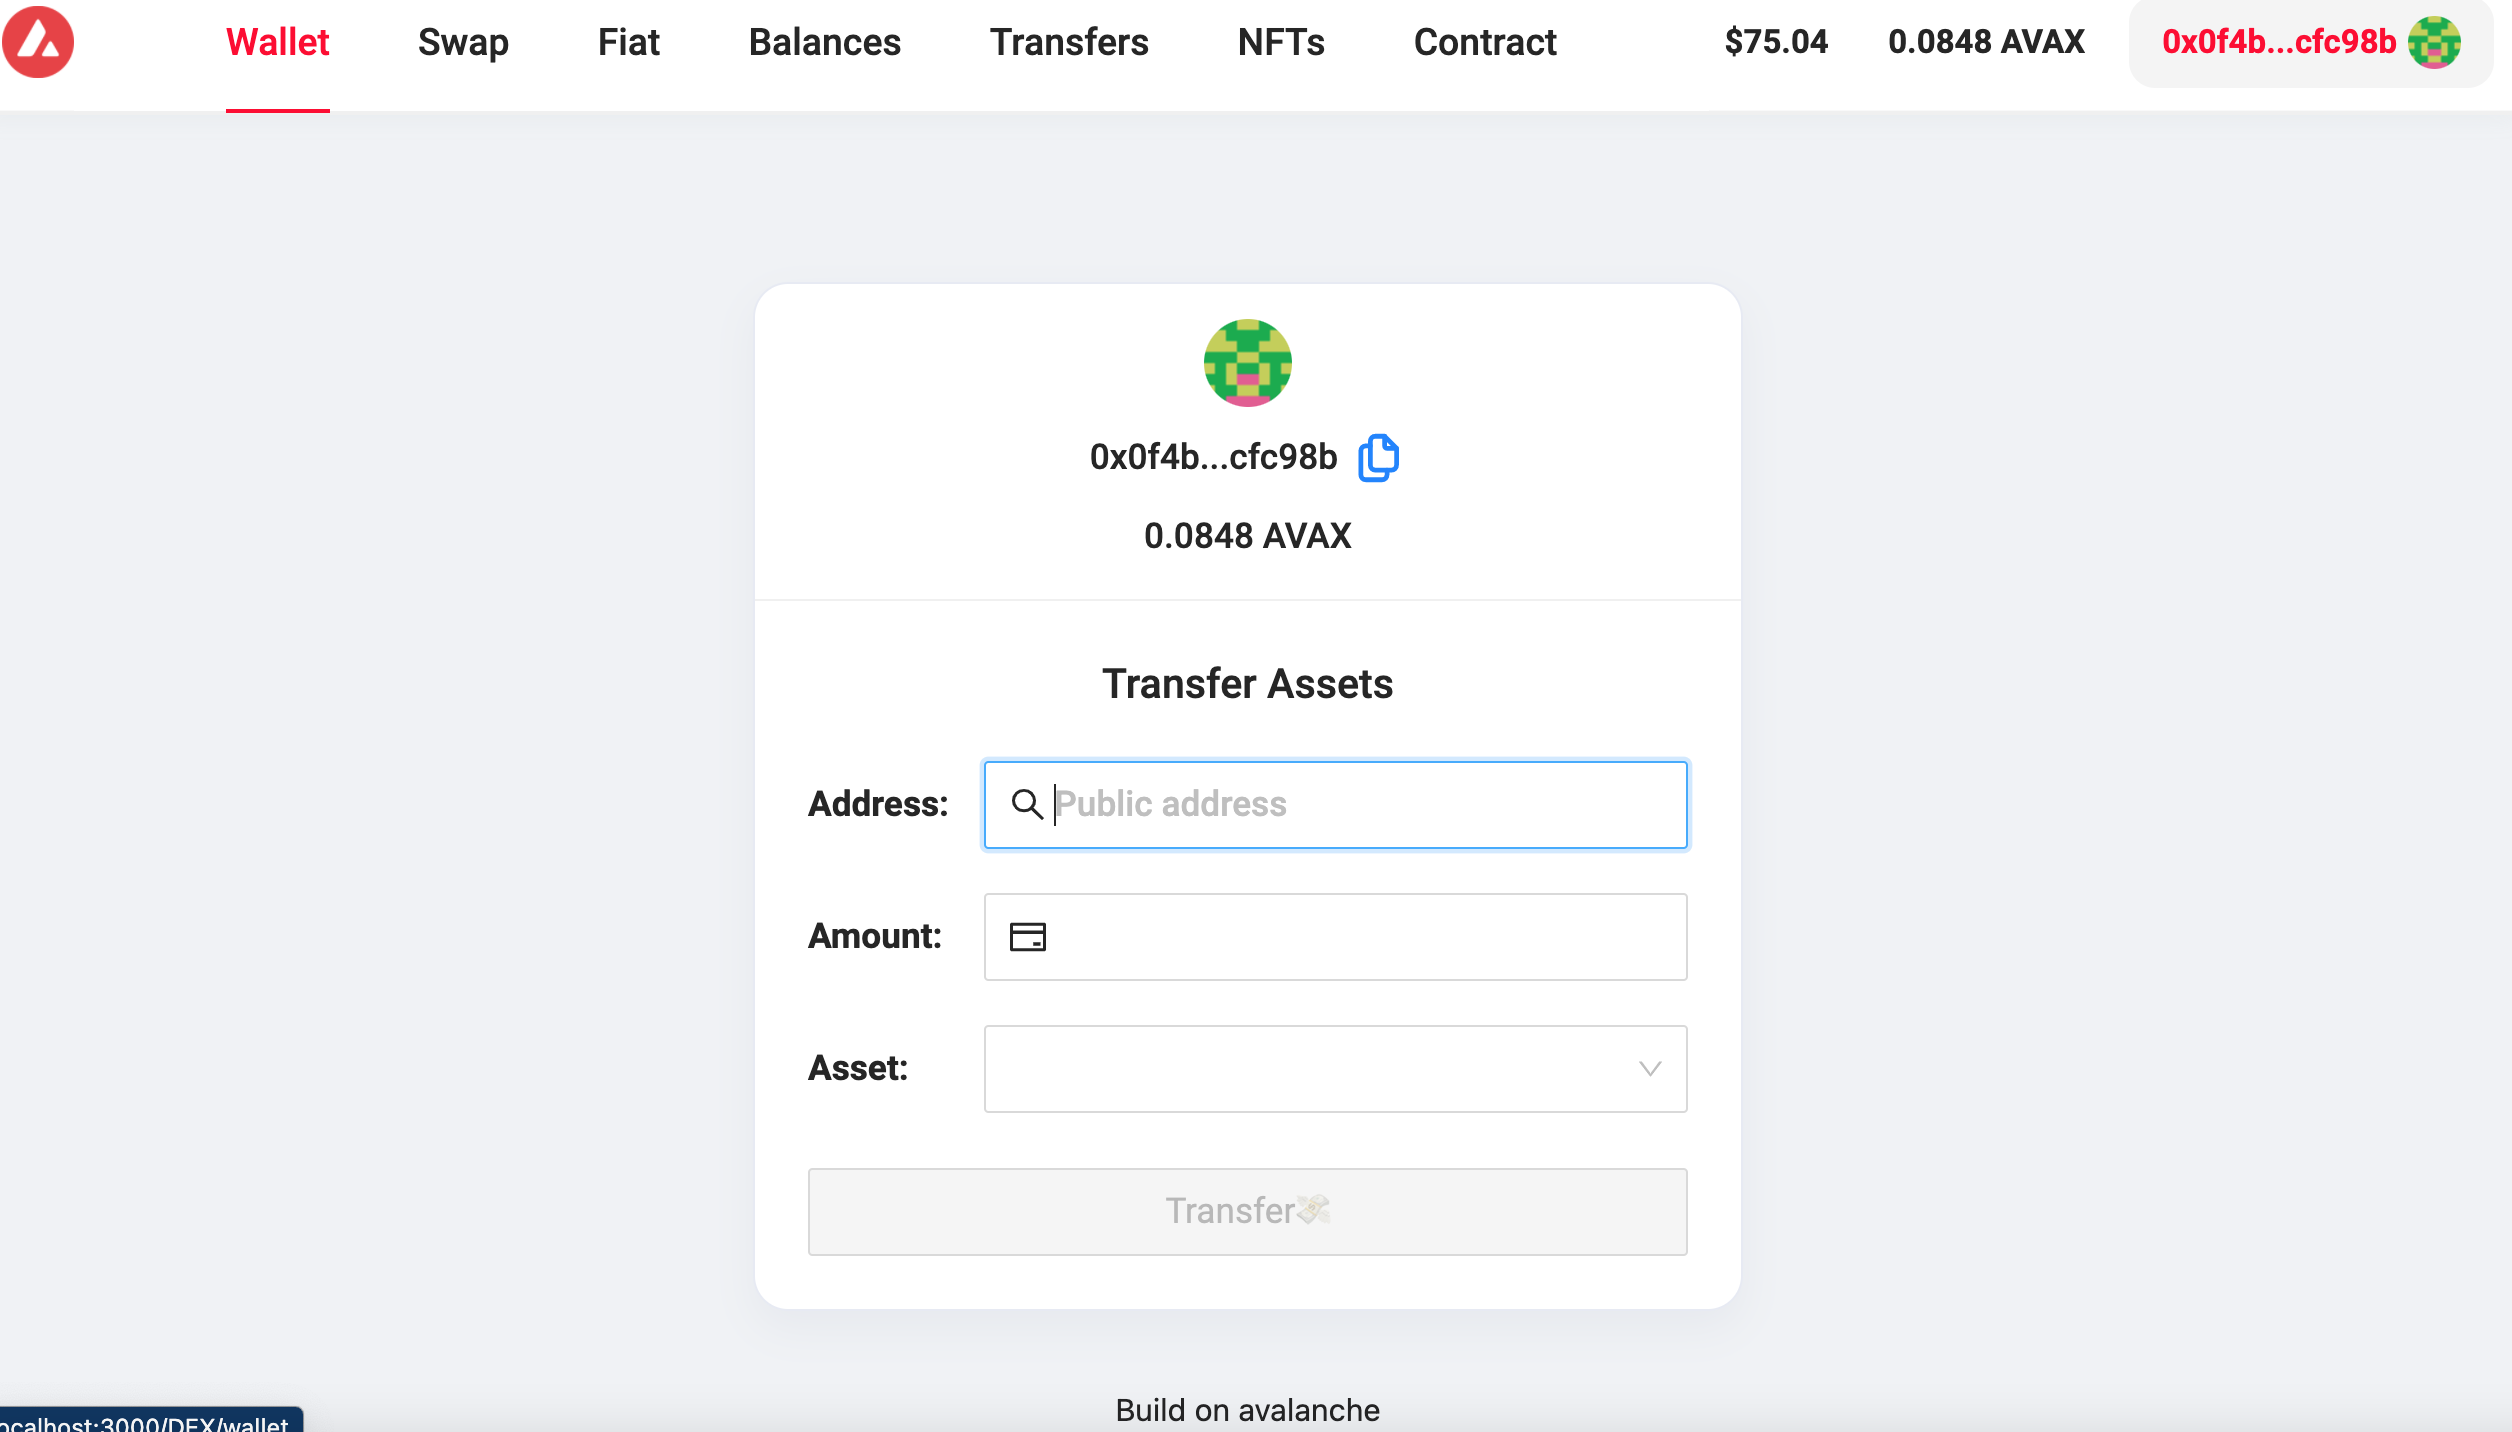 Wallet Swap Fiat Balances Transfers NFTs Contract $75.04 0.0848 AVAX 0x0f4b...cfc98b
0x0f4b...cfc98b
0.0848 AVAX
Transfer Assets
Address: Public address
Amount:
Asset:
Transfer💸
Build on avalanche
ocalhost:3000/DEX/wallet